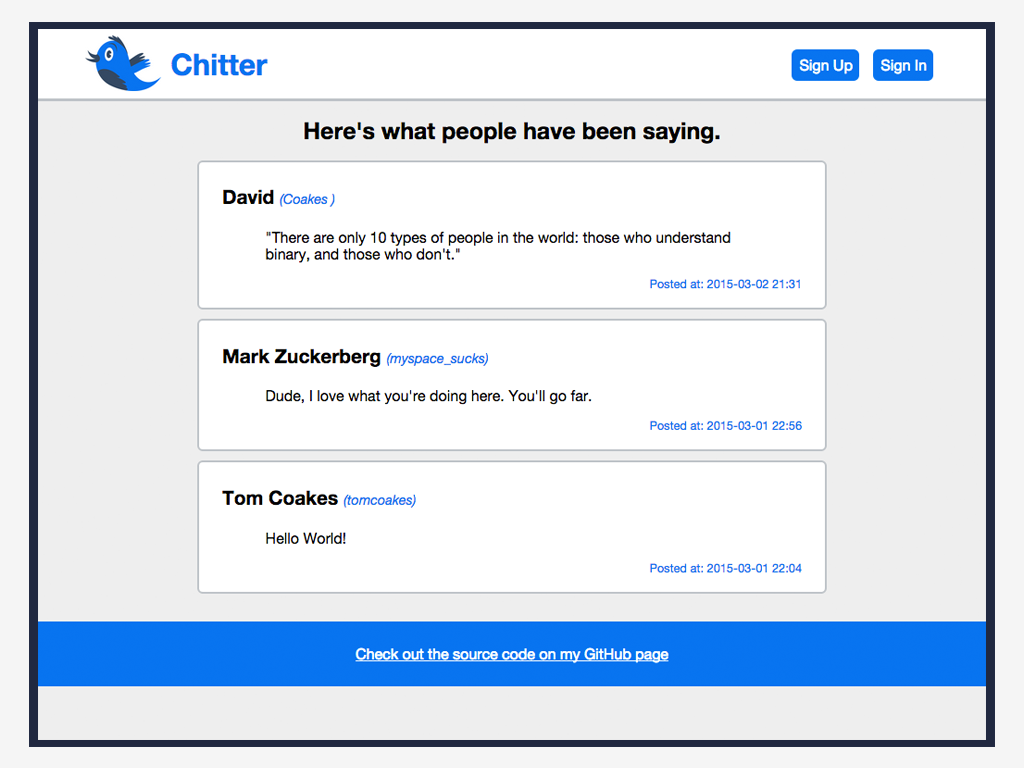 Chitter
Sign Up
Sign In
Here's what people have been saying.
David (Coakes )
"There are only 10 types of people in the world: those who understand
binary, and those who don't."
Posted at: 2015-03-02 21:31
Mark Zuckerberg (myspace_sucks)
Dude, I love what you're doing here. You'll go far.
Posted at: 2015-03-01 22:56
Tom Coakes (tomcoakes)
Hello World!
Posted at: 2015-03-01 22:04
Check out the source code on my GitHub page